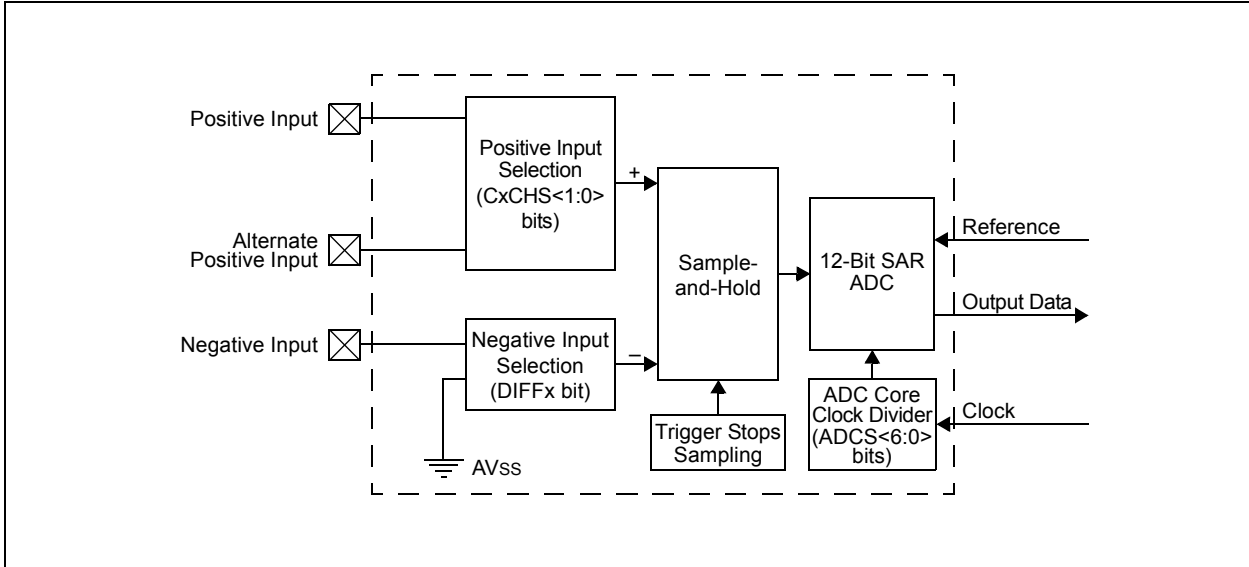 Positive Input
Alternate
Positive Input
Negative Input
Positive Input
Selection
(CxCHS<1:0>
bits)
+
Negative Input
Selection
(DIFFx bit)
–
AVSS
Sample-
and-Hold
Trigger Stops
Sampling
12-Bit SAR
ADC
ADC Core
Clock Divider
(ADCS<6:0>
bits)
Reference
Output Data
Clock